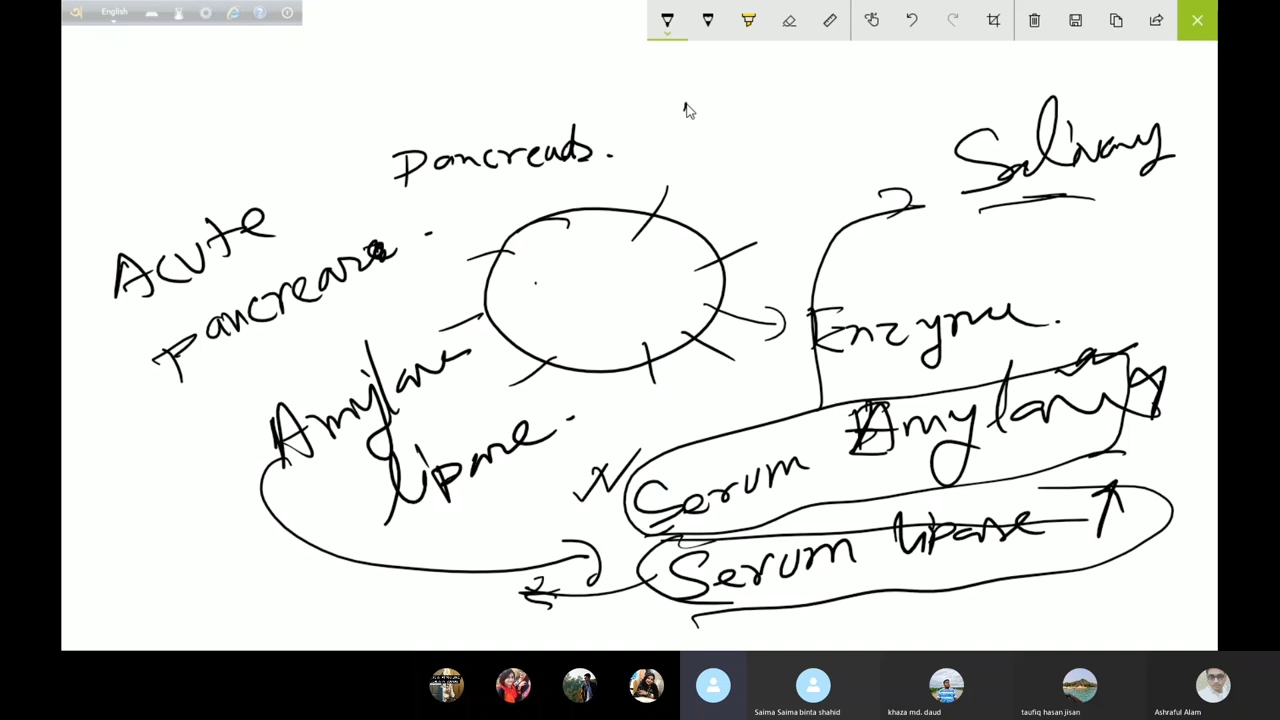 English
Pancreads.
Salivary
Acute
pancreas
Enzyme.
Amylase
lipase.
Serum Amylase ↑
Serum lipase ↑
Saima Saima binta shahid
khaza md. daud
taufiq hasan jisan
Ashraful Alam